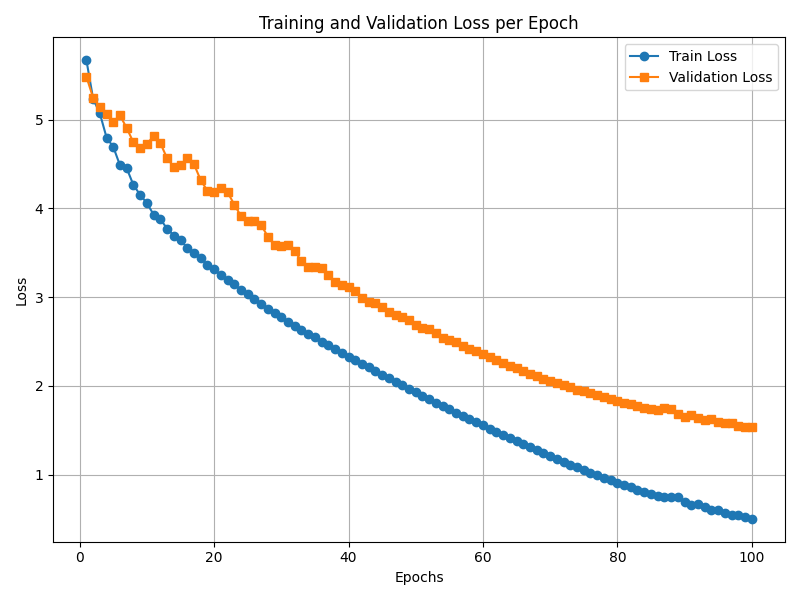 Training and Validation Loss per Epoch
Train Loss
Validation Loss
Loss
5
4
3
2
1
0 20 40 60 80 100
Epochs